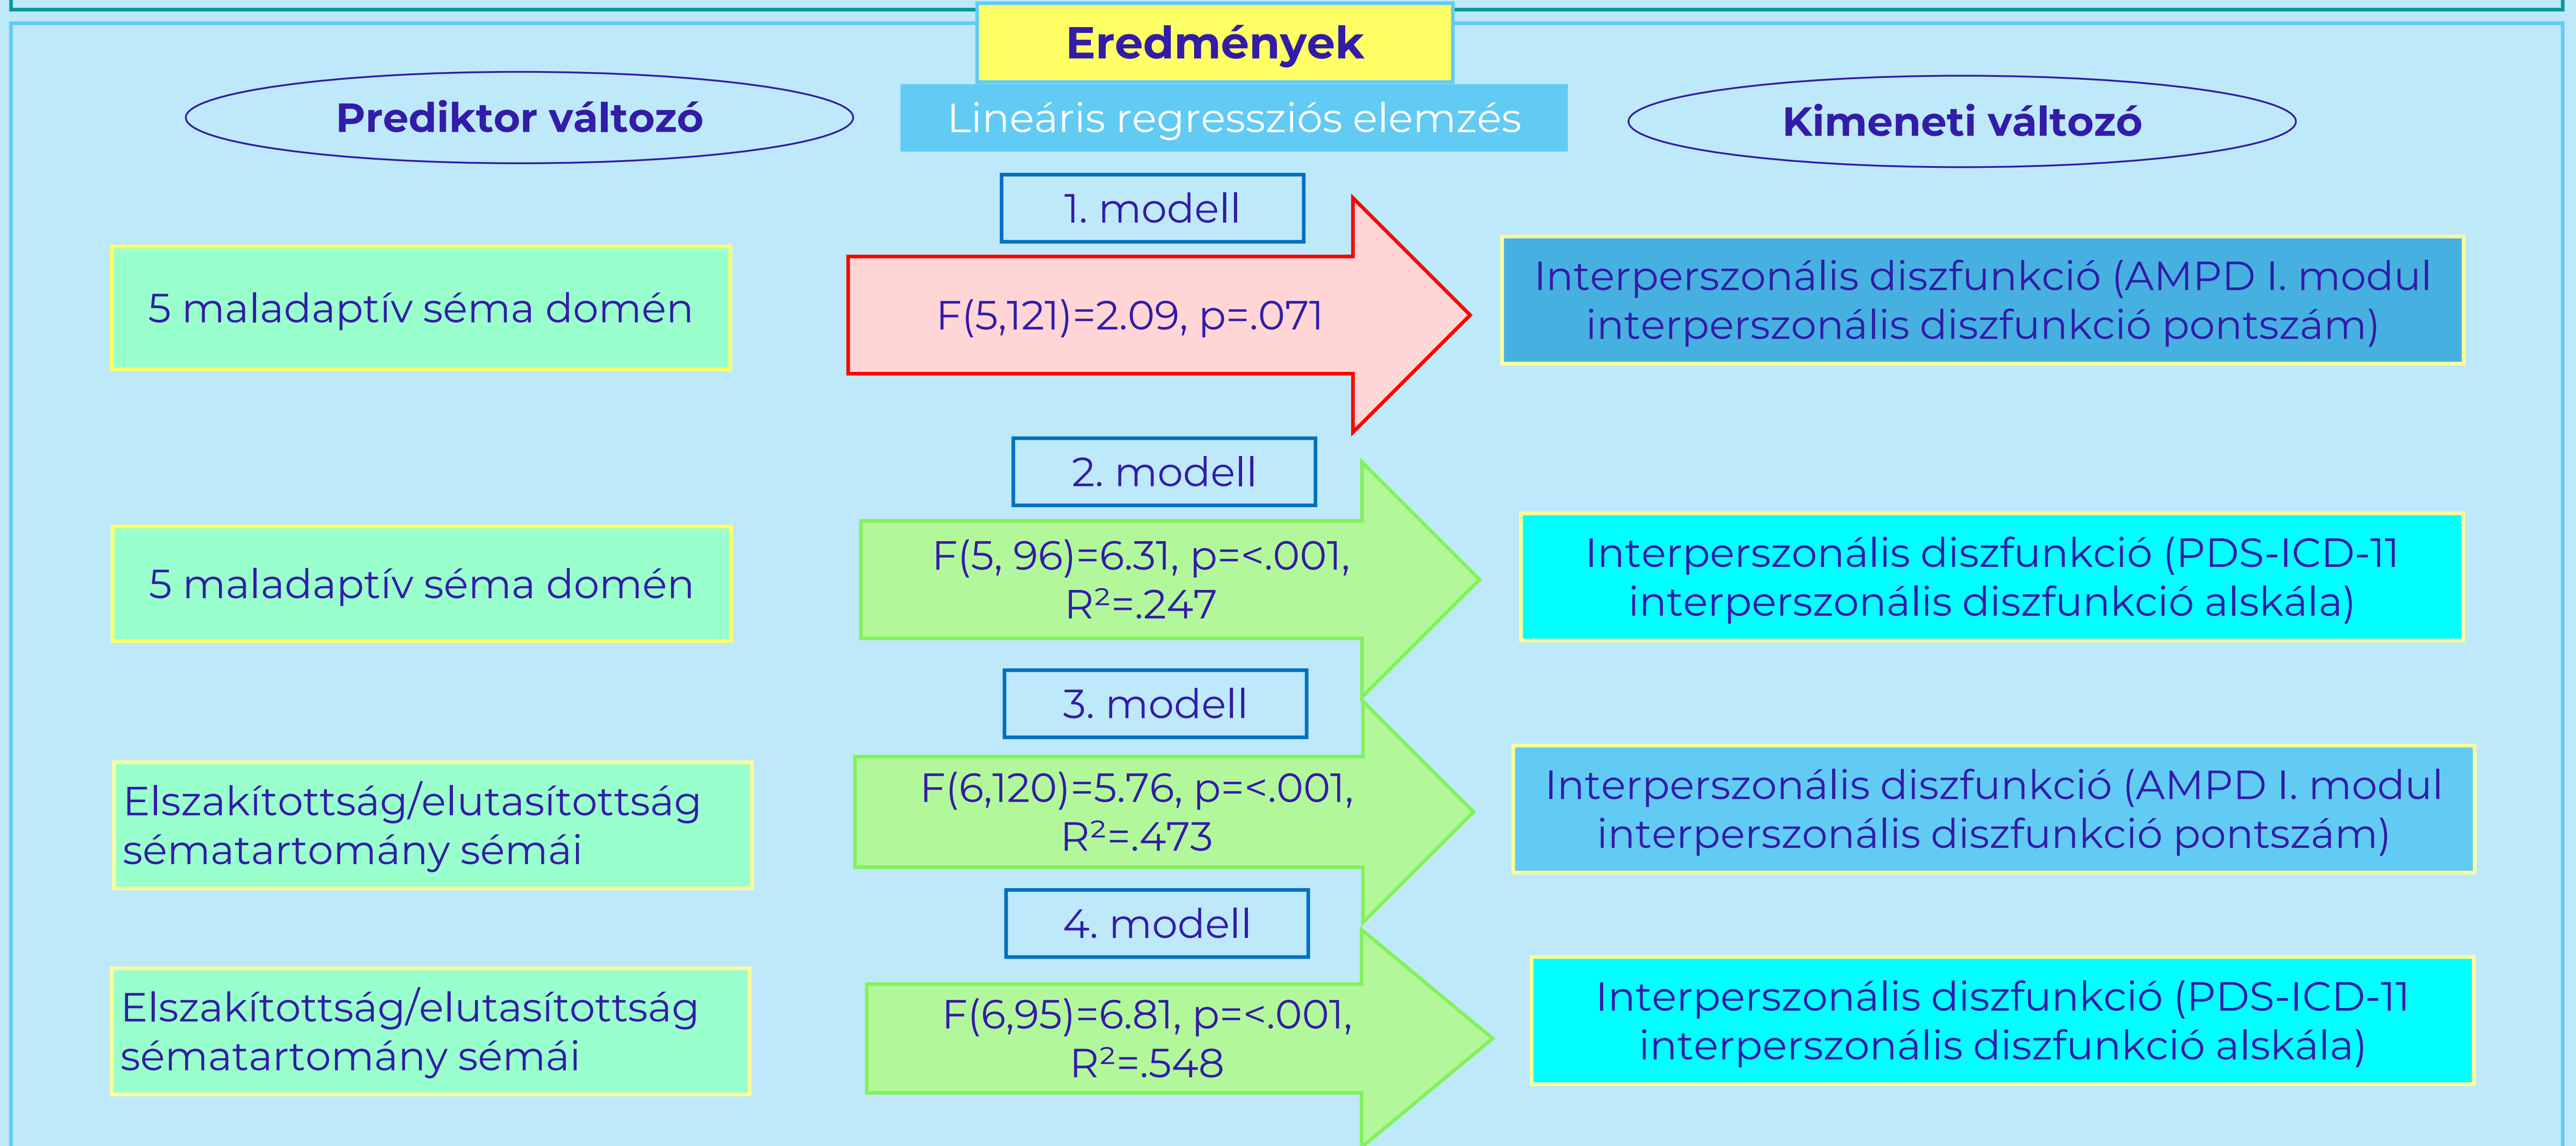 Eredmények
Prediktor változó
Lineáris regressziós elemzés
Kimeneti változó
1. modell
5 maladaptív séma domén
F(5,121)=2.09, p=.071
Interperszonális diszfunkció (AMPD I. modul
interperszonális diszfunkció pontszám)
2. modell
5 maladaptív séma domén
F(5, 96)=6.31, p=<.001,
R²=.247
Interperszonális diszfunkció (PDS-ICD-11
interperszonális diszfunkció alskála)
3. modell
Elszakítottság/elutasítottság
sématartomány sémái
F(6,120)=5.76, p=<.001,
R²=.473
Interperszonális diszfunkció (AMPD I. modul
interperszonális diszfunkció pontszám)
4. modell
Elszakítottság/elutasítottság
sématartomány sémái
F(6,95)=6.81, p=<.001,
R²=.548
Interperszonális diszfunkció (PDS-ICD-11
interperszonális diszfunkció alskála)